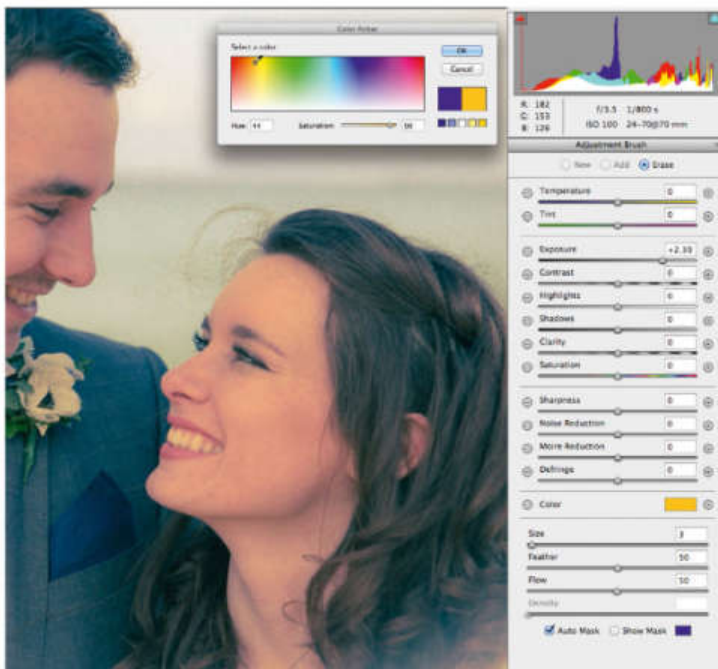 Color Picker
Select a color
OK
Cancel
Hue: 44 Saturation:
R: 182
G: 153
B: 126
f/3.5 1/800 s
ISO 100 24-70@70 mm
Adjustment Brush
New Add Erase
Temperature 0
Tint 0
Exposure
Contrast 0
Highlights 0
Shadows 0
Clarity 0
Saturation 0
Sharpness 0
Noise Reduction 0
Moire Reduction 0
Defringe 0
Color
Size 3
Feather 50
Flow 50
Density
Auto Mask Show Mask